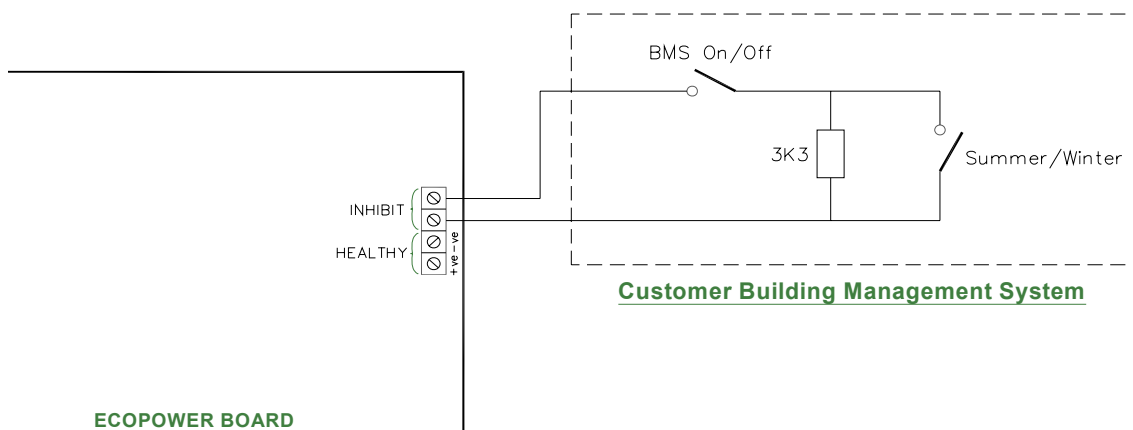 BMS On/Off
3K3
Summer/Winter
INHIBIT
HEALTHY
+ve -ve
Customer Building Management System
ECOPOWER BOARD